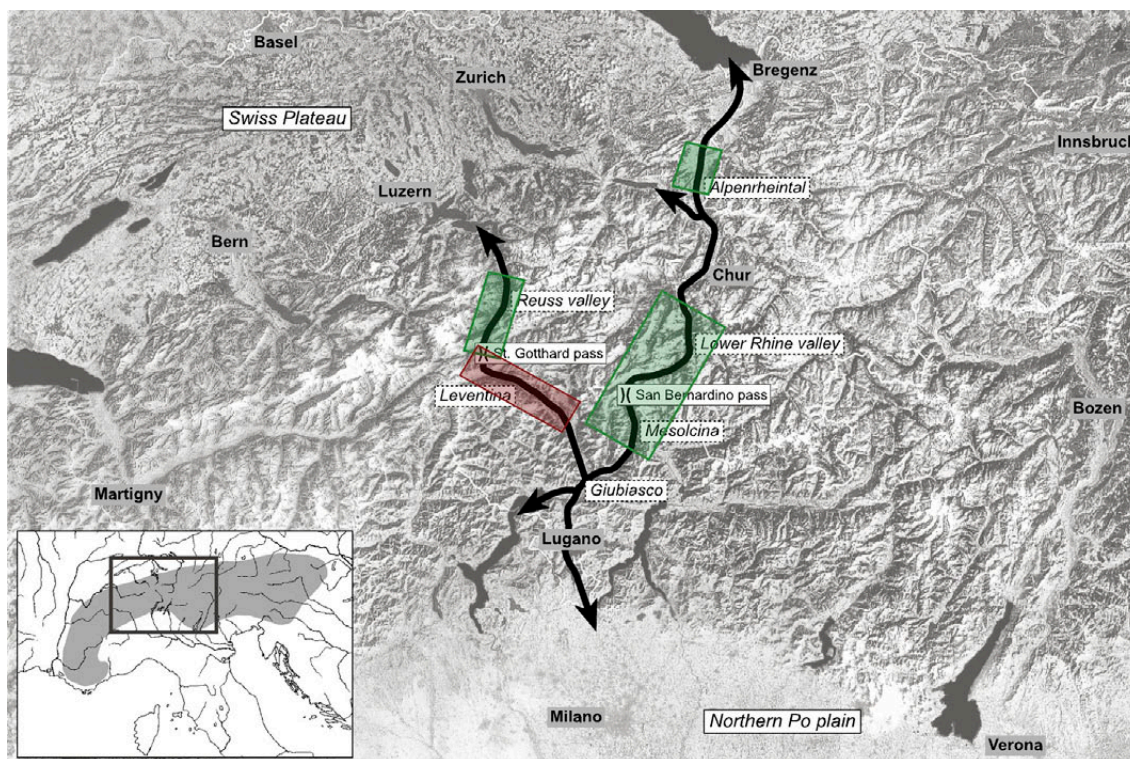 Basel
Zurich
Bregenz
Swiss Plateau
Innsbruck
Luzern
Alpenrheintal
Bern
Chur
Reuss valley
Lower Rhine valley
)( St. Gotthard pass
Leventina
)( San Bernardino pass
Bozen
Mesolcina
Martigny
Giubiasco
Lugano
Milano
Northern Po plain
Verona